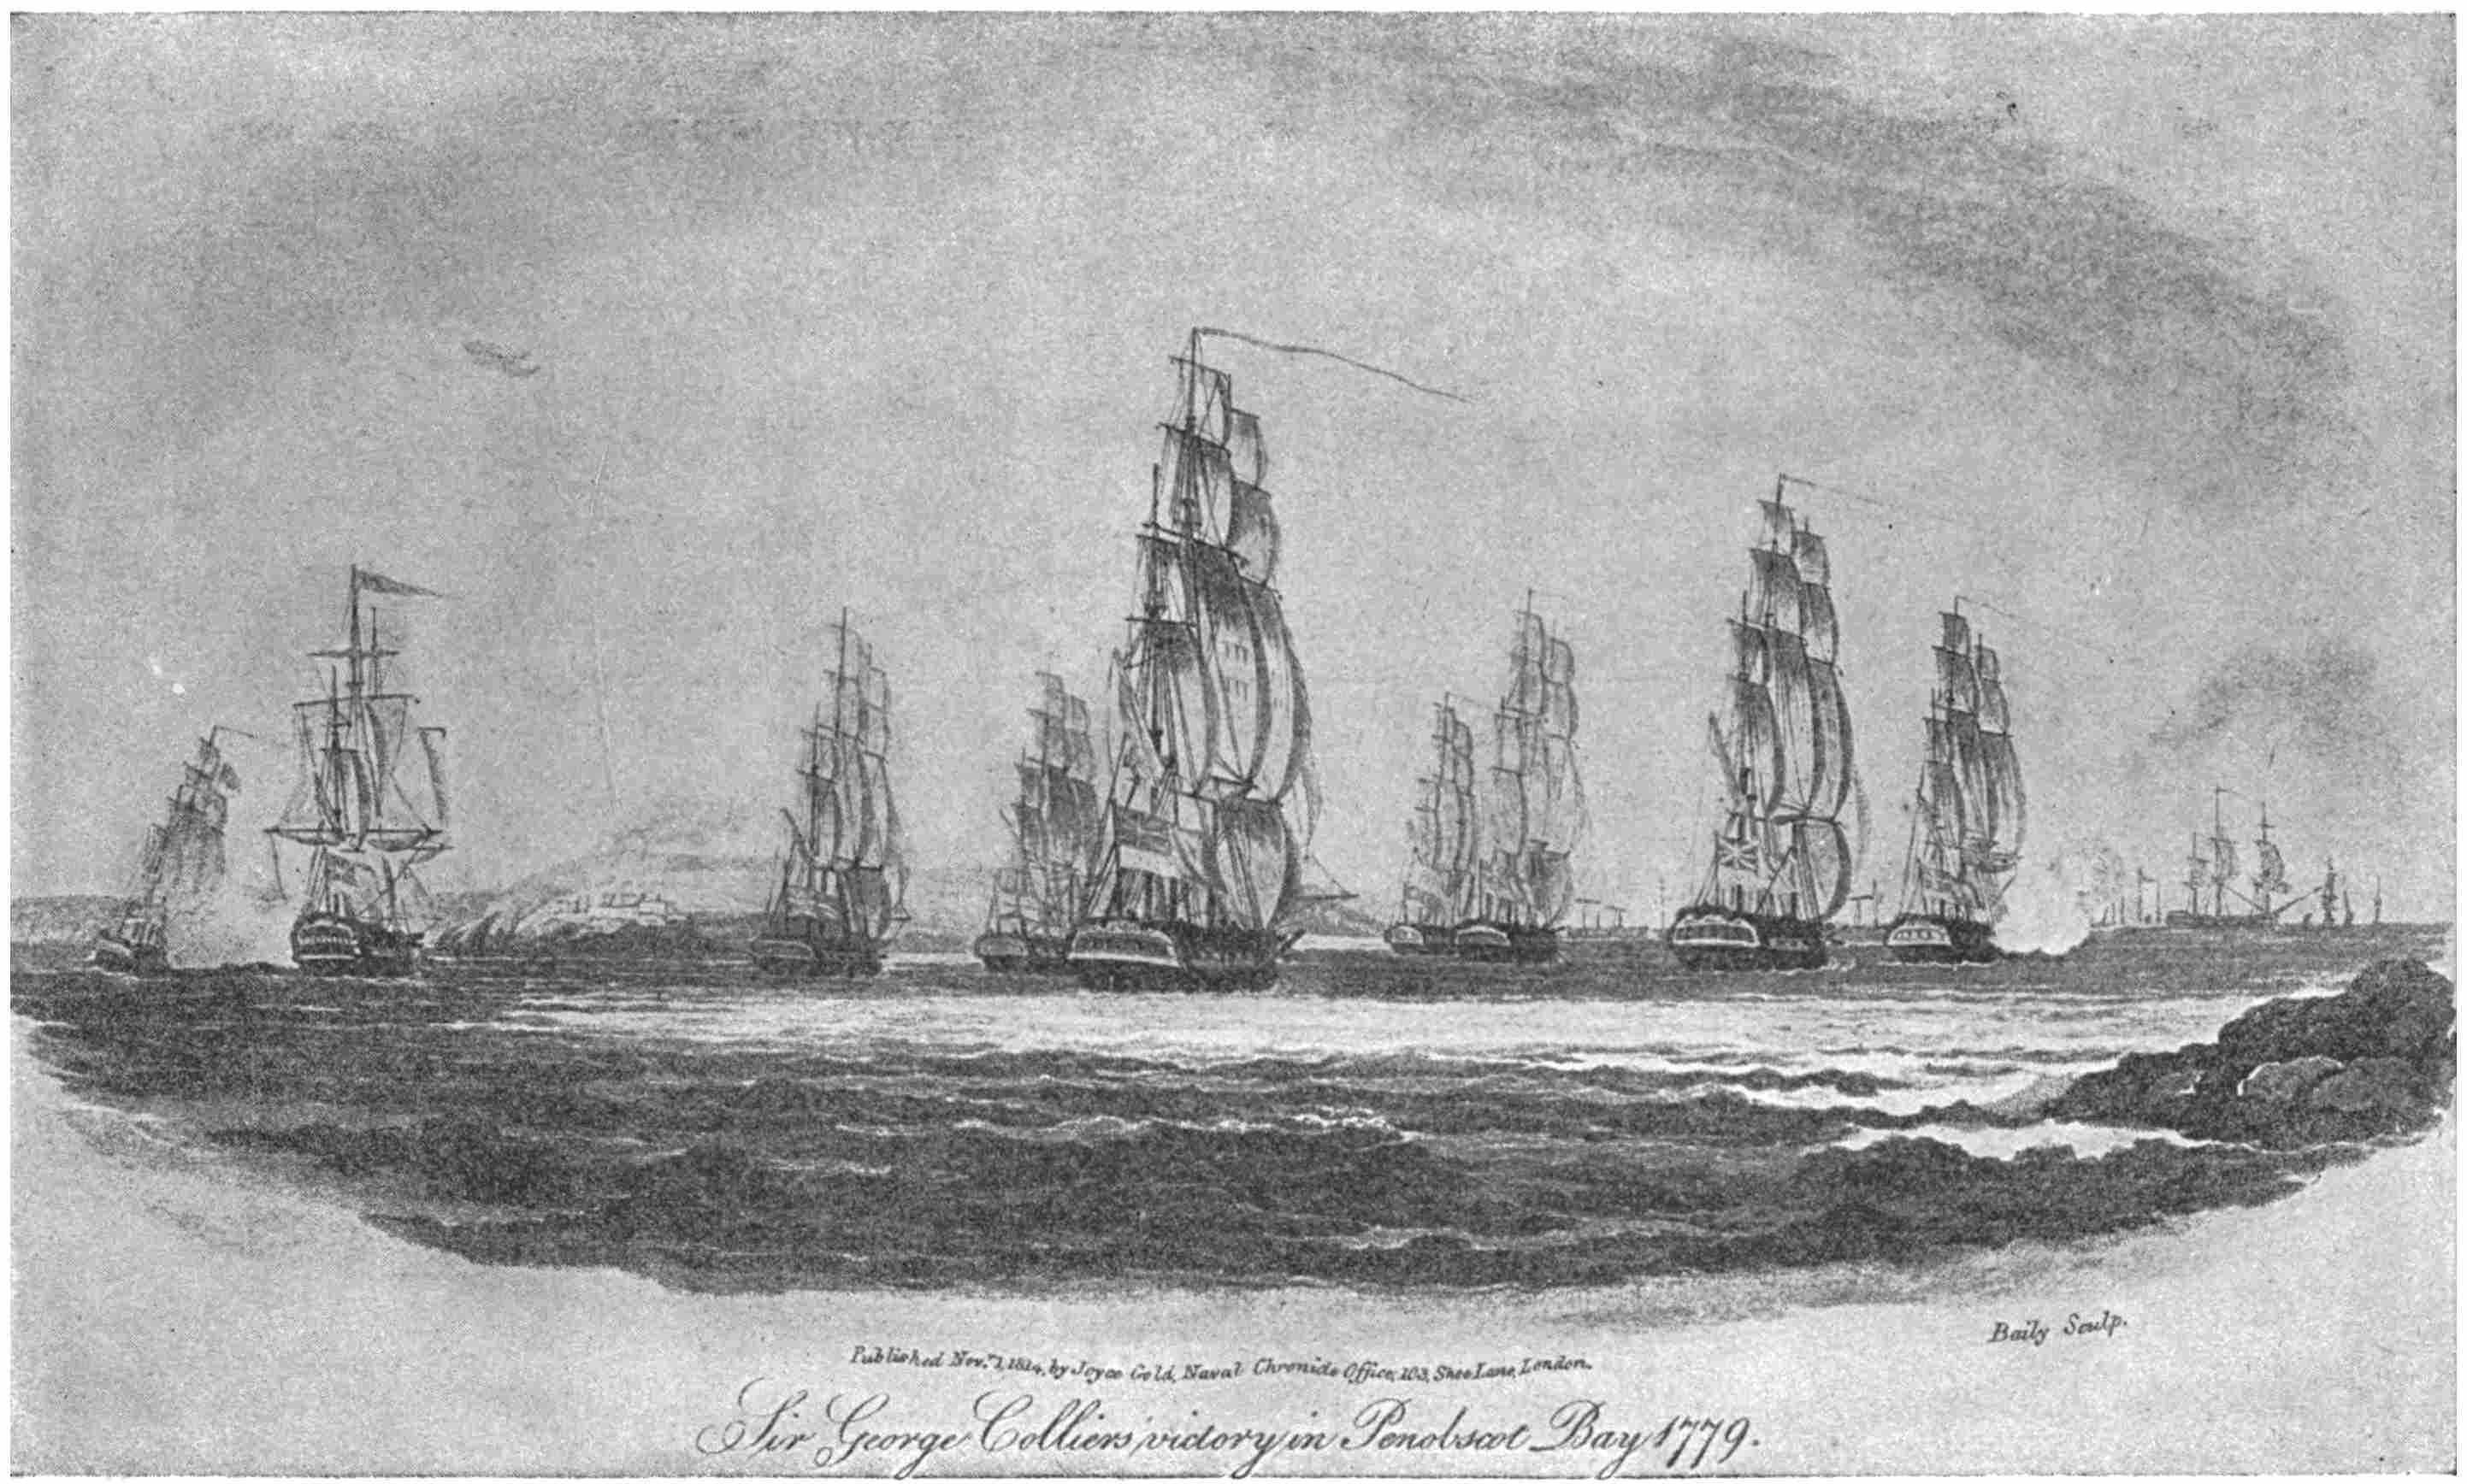 Baily Sculp.
Published Nov.r 1, 1814, by Joyce Gold, Naval Chronicle Office, 103, Shoe Lane, London.
Sir George Colliers victory in Penobscot Bay 1779.